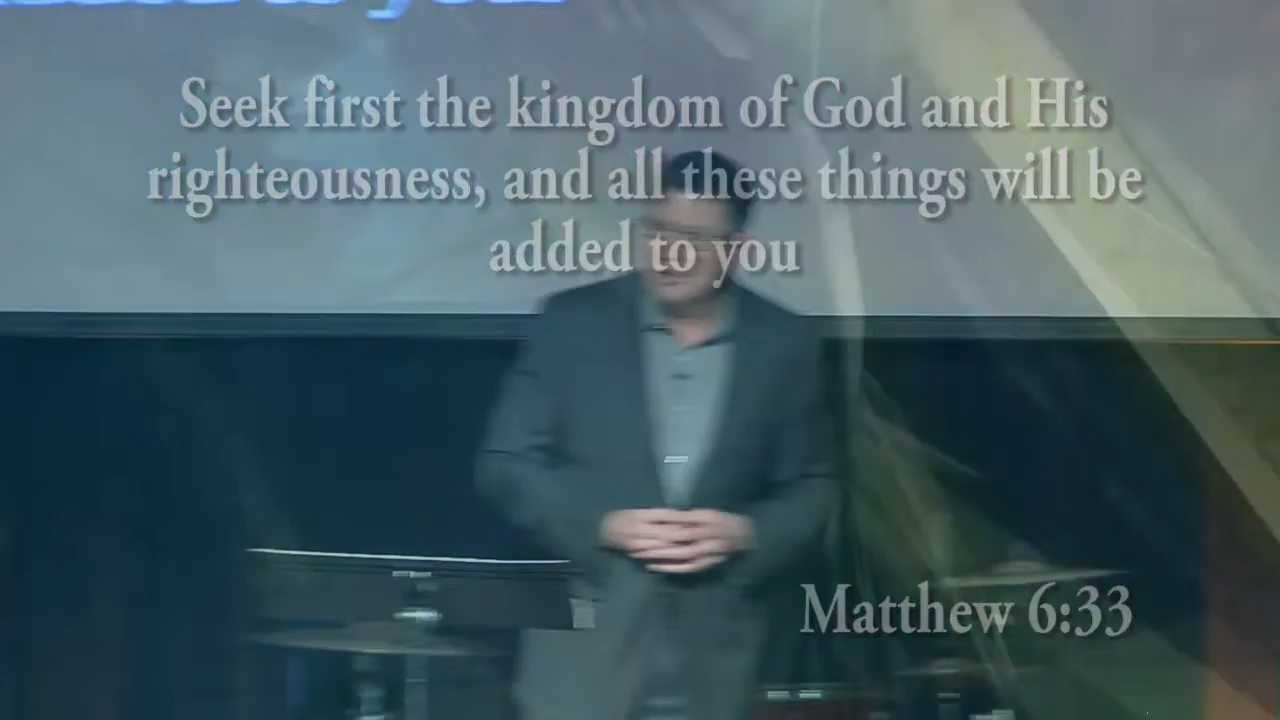 Seek first the kingdom of God and His
righteousness, and all these things will be
added to you
Matthew 6:33